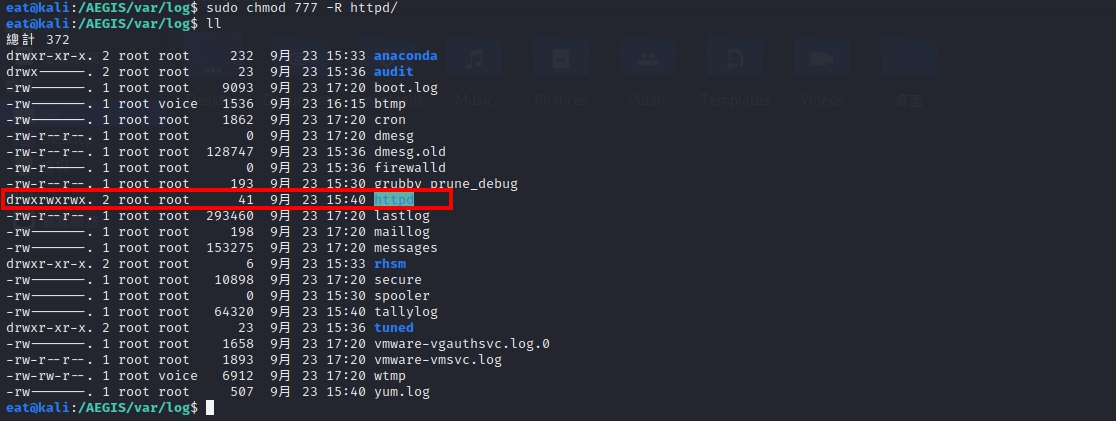 eat@kali:/AEGIS/var/log$ sudo chmod 777 -R httpd/
eat@kali:/AEGIS/var/log$ ll
總計 372
drwxr-xr-x. 2 root root     232  9月 23 15:33 anaconda
drwx------. 2 root root      23  9月 23 15:36 audit
-rw-------. 1 root root    9093  9月 23 17:20 boot.log
-rw-------. 1 root voice   1536  9月 23 16:15 btmp
-rw-------. 1 root root    1862  9月 23 17:20 cron
-rw-r--r--. 1 root root       0  9月 23 15:36 dmesg
-rw-r--r--. 1 root root  128747  9月 23 15:36 dmesg.old
-rw-------. 1 root root       0  9月 23 15:36 firewalld
-rw-r--r--. 1 root root     193  9月 23 15:30 grubby_prune_debug
drwxrwxrwx. 2 root root      41  9月 23 15:40 httpd
-rw-r--r--. 1 root root  293460  9月 23 17:20 lastlog
-rw-------. 1 root root     198  9月 23 17:20 maillog
-rw-------. 1 root root  153275  9月 23 17:20 messages
drwxr-xr-x. 2 root root       6  9月 23 15:33 rhsm
-rw-------. 1 root root   10898  9月 23 17:20 secure
-rw-------. 1 root root       0  9月 23 15:30 spooler
-rw-------. 1 root root   64320  9月 23 15:40 tallylog
drwxr-xr-x. 2 root root      23  9月 23 15:36 tuned
-rw-------. 1 root root    1658  9月 23 17:20 vmware-vgauthsvc.log.0
-rw-r--r--. 1 root root    1893  9月 23 17:20 vmware-vmsvc.log
-rw-rw-r--. 1 root voice   6912  9月 23 17:20 wtmp
-rw-------. 1 root root     507  9月 23 15:40 yum.log
eat@kali:/AEGIS/var/log$
Music
Pictures
Public
Templates
Videos
桌面